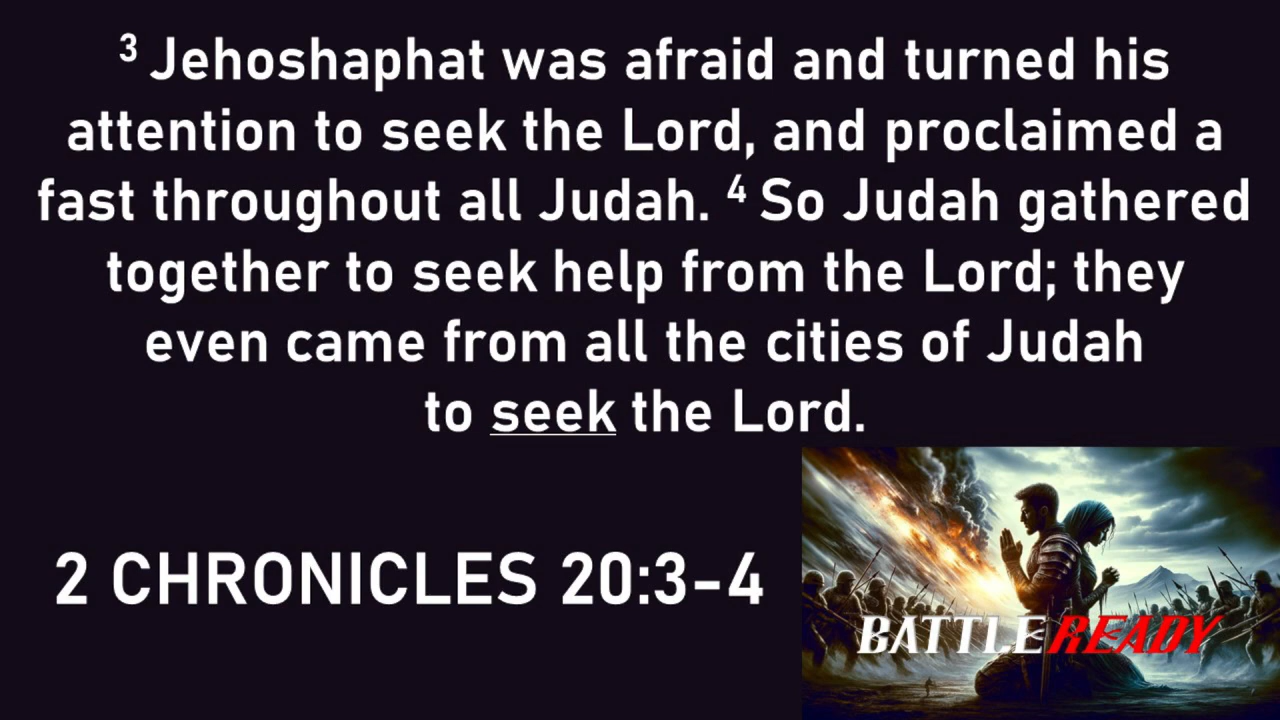 ³ Jehoshaphat was afraid and turned his
attention to seek the Lord, and proclaimed a
fast throughout all Judah. ⁴ So Judah gathered
together to seek help from the Lord; they
even came from all the cities of Judah
to seek the Lord.
2 CHRONICLES 20:3-4
BATTLEREADY